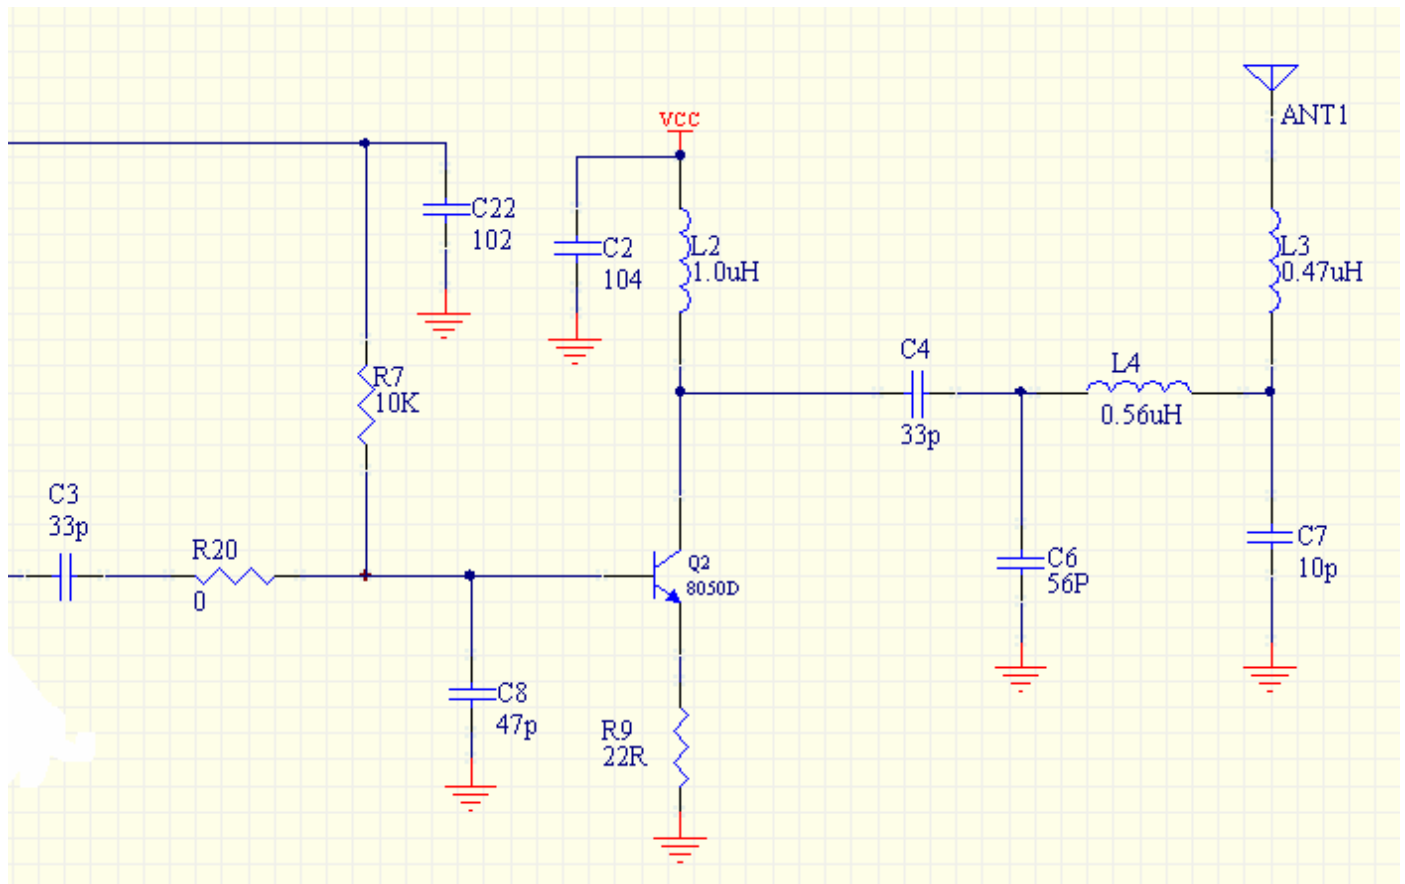 ANT1
VCC
C22
102
C2
104
L2
1.0uH
L3
0.47uH
R7
10K
C4
33p
L4
0.56uH
C3
33p
R20
0
Q2
8050D
C6
56P
C7
10p
C8
47p
R9
22R